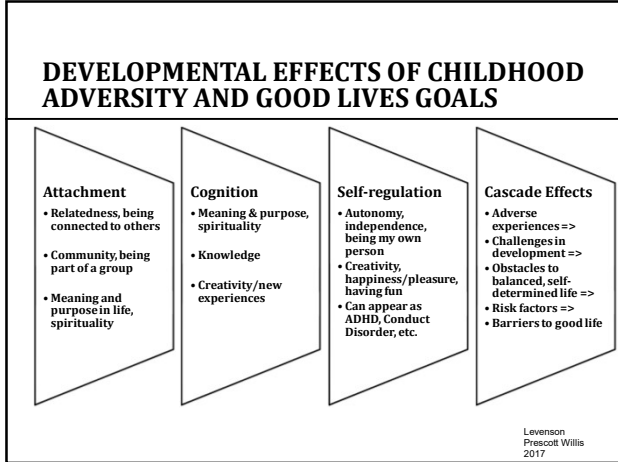 DEVELOPMENTAL EFFECTS OF CHILDHOOD
ADVERSITY AND GOOD LIVES GOALS
Attachment
• Relatedness, being
connected to others
• Community, being
part of a group
• Meaning and
purpose in life,
spirituality
Cognition
• Meaning & purpose,
spirituality
• Knowledge
• Creativity/new
experiences
Self-regulation
• Autonomy,
independence,
being my own
person
• Creativity,
happiness/pleasure,
having fun
• Can appear as
ADHD, Conduct
Disorder, etc.
Cascade Effects
• Adverse
experiences =>
• Challenges in
development =>
• Obstacles to
balanced, self-
determined life =>
• Risk factors =>
• Barriers to good life
Levenson
Prescott Willis
2017